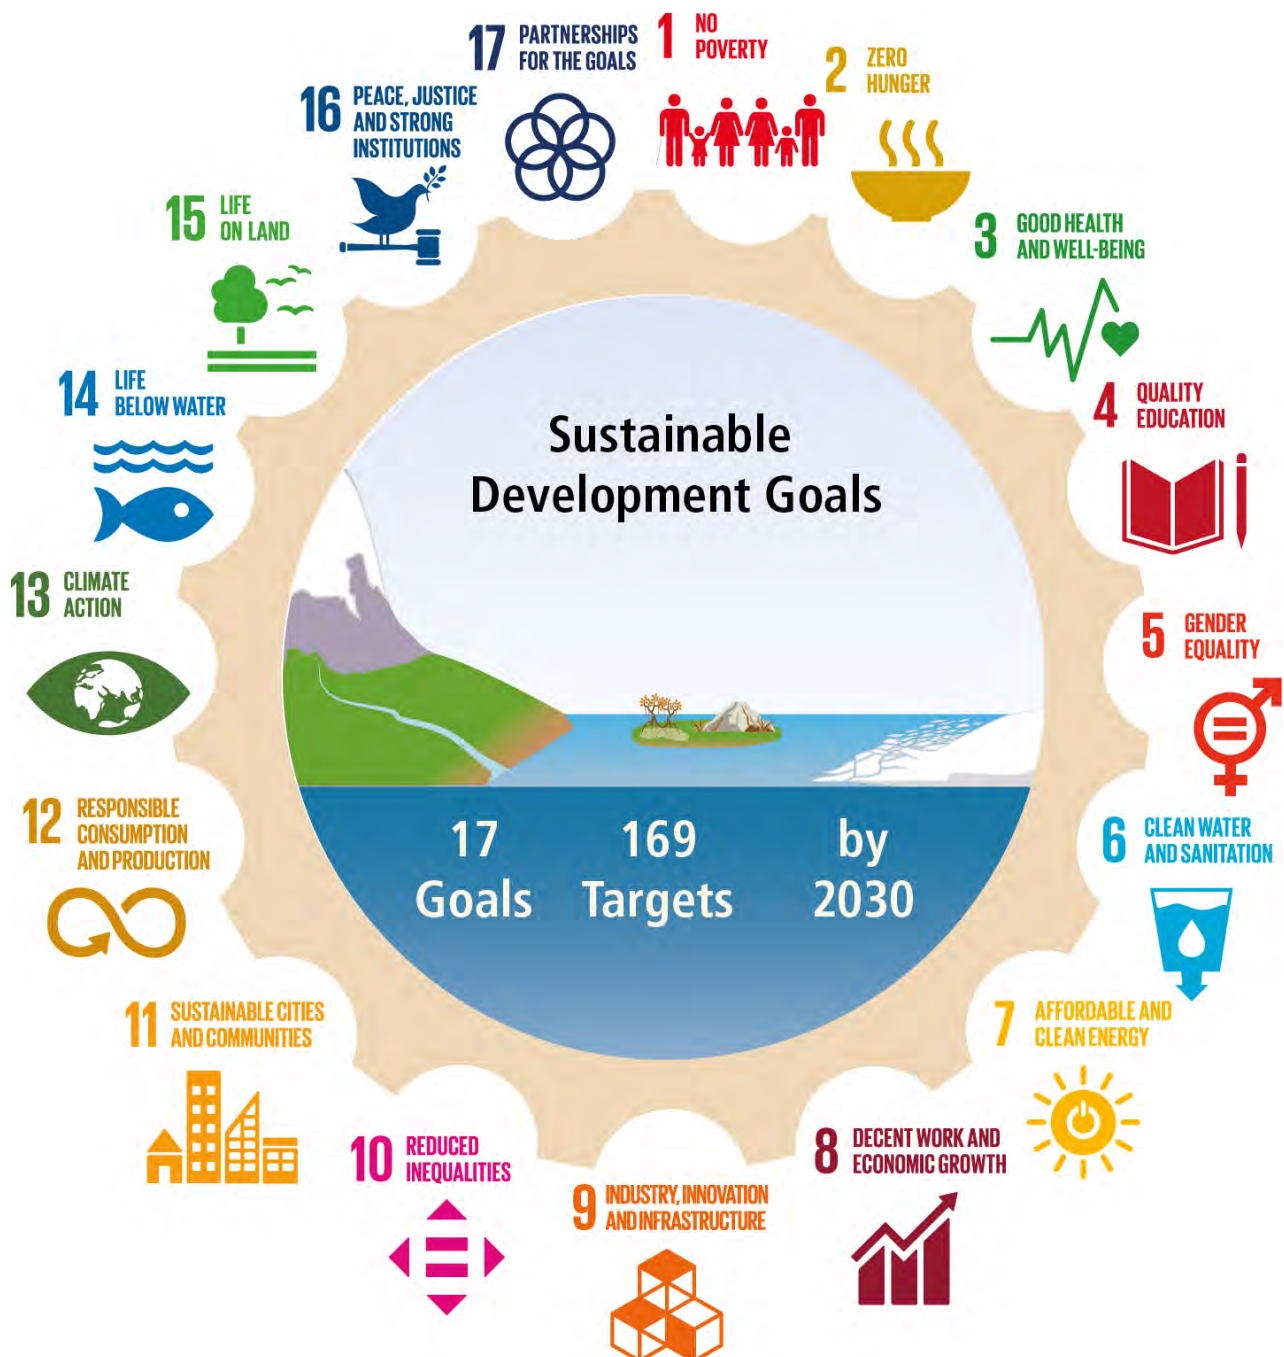 17 PARTNERSHIPS
FOR THE GOALS
1 NO
POVERTY
2 ZERO
HUNGER
3 GOOD HEALTH
AND WELL-BEING
4 QUALITY
EDUCATION
5 GENDER
EQUALITY
6 CLEAN WATER
AND SANITATION
7 AFFORDABLE AND
CLEAN ENERGY
8 DECENT WORK AND
ECONOMIC GROWTH
9 INDUSTRY, INNOVATION
AND INFRASTRUCTURE
10 REDUCED
INEQUALITIES
11 SUSTAINABLE CITIES
AND COMMUNITIES
12 RESPONSIBLE
CONSUMPTION
AND PRODUCTION
13 CLIMATE
ACTION
14 LIFE
BELOW WATER
15 LIFE
ON LAND
16 PEACE, JUSTICE
AND STRONG
INSTITUTIONS
Sustainable
Development Goals
17
Goals
169
Targets
by
2030